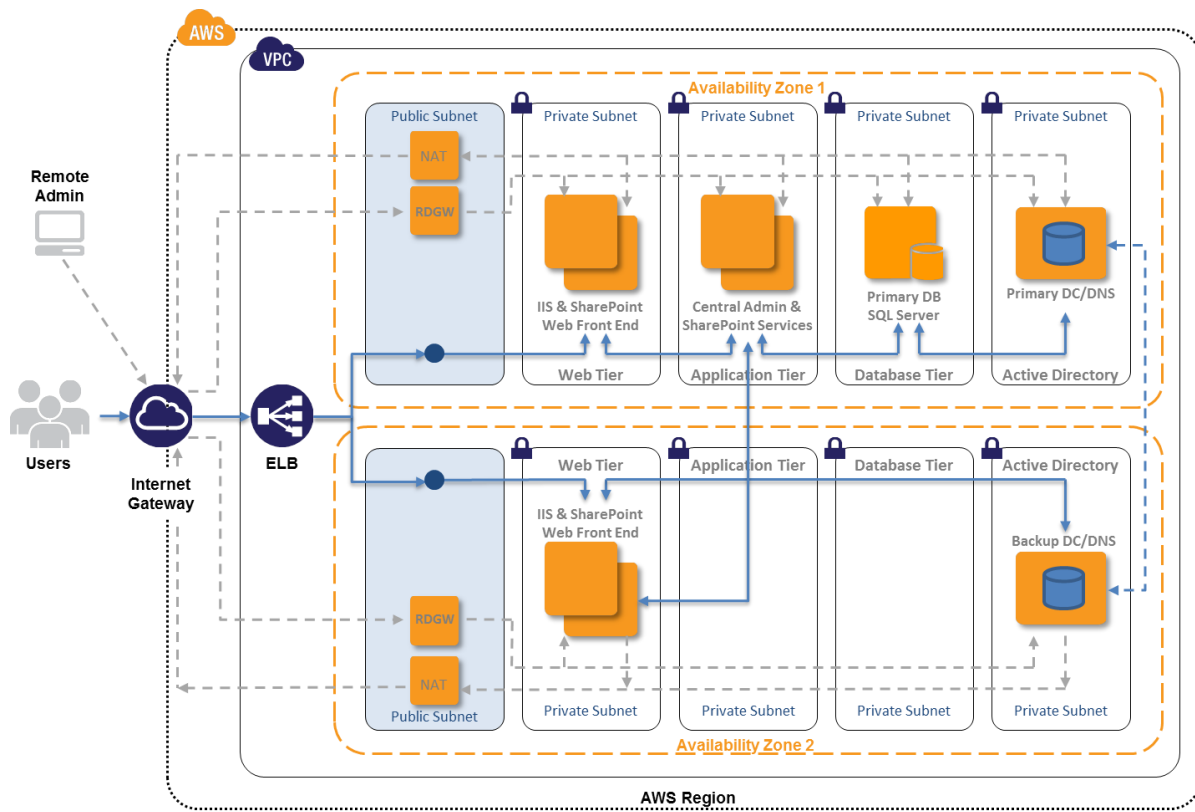 AWS
VPC
Availability Zone 1
Public Subnet
Private Subnet
Private Subnet
Private Subnet
Private Subnet
NAT
RDGW
Remote
Admin
IIS & SharePoint
Web Front End
Central Admin &
SharePoint Services
Primary DB
SQL Server
Primary DC/DNS
Web Tier
Application Tier
Database Tier
Active Directory
Users
Internet
Gateway
ELB
Web Tier
Application Tier
Database Tier
Active Directory
IIS & SharePoint
Web Front End
Backup DC/DNS
RDGW
NAT
Public Subnet
Private Subnet
Private Subnet
Private Subnet
Private Subnet
Availability Zone 2
AWS Region